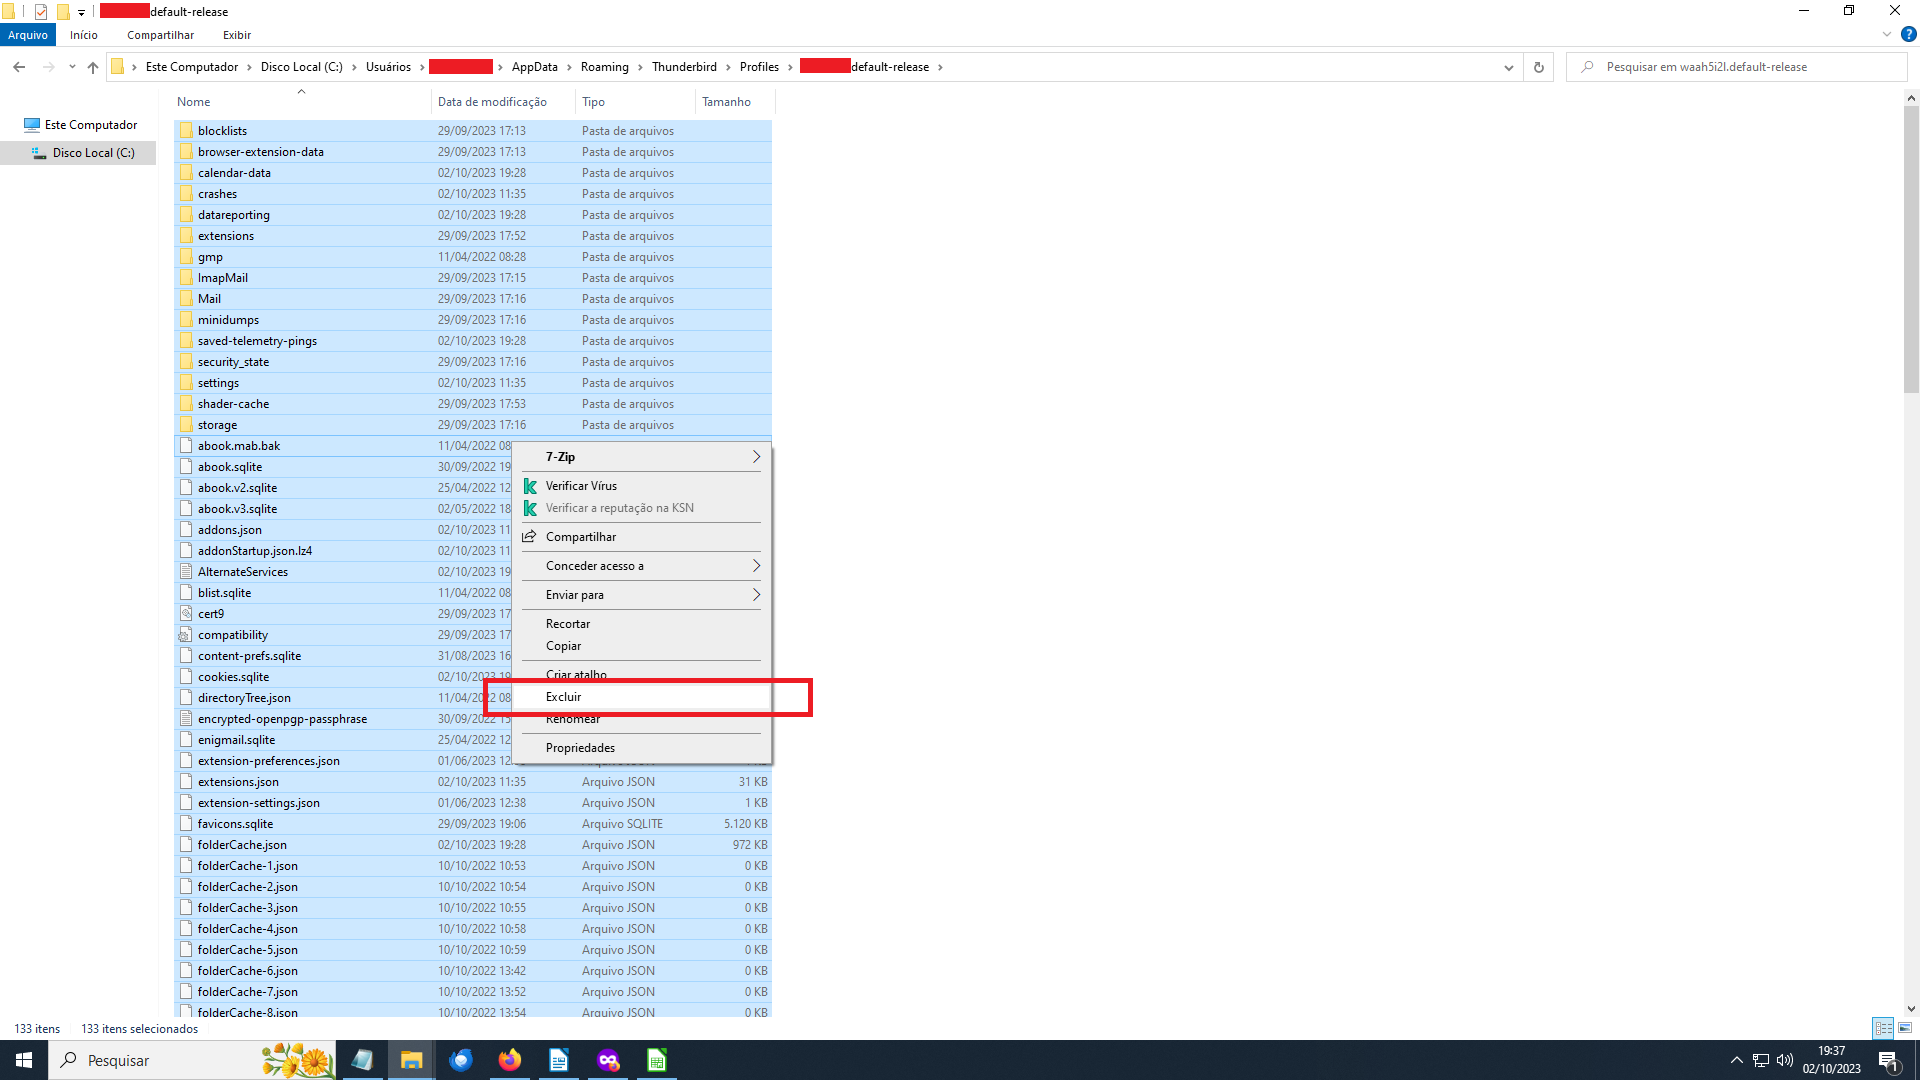 default-release
Arquivo Início Compartilhar Exibir
Este Computador Disco Local (C:) Usuários AppData Roaming Thunderbird Profiles default-release Pesquisar em waah5i2l.default-release
Nome Data de modificação Tipo Tamanho
Este Computador
Disco Local (C:)
blocklists 29/09/2023 17:13 Pasta de arquivos
browser-extension-data 29/09/2023 17:13 Pasta de arquivos
calendar-data 02/10/2023 19:28 Pasta de arquivos
crashes 02/10/2023 11:35 Pasta de arquivos
datareporting 02/10/2023 19:28 Pasta de arquivos
extensions 29/09/2023 17:52 Pasta de arquivos
gmp 11/04/2022 08:28 Pasta de arquivos
ImapMail 29/09/2023 17:15 Pasta de arquivos
Mail 29/09/2023 17:16 Pasta de arquivos
minidumps 29/09/2023 17:16 Pasta de arquivos
saved-telemetry-pings 02/10/2023 19:28 Pasta de arquivos
security_state 29/09/2023 17:16 Pasta de arquivos
settings 02/10/2023 11:35 Pasta de arquivos
shader-cache 29/09/2023 17:53 Pasta de arquivos
storage 29/09/2023 17:16 Pasta de arquivos
abook.mab.bak 11/04/2022 08
abook.sqlite 30/09/2022 19
abook.v2.sqlite 25/04/2022 12
abook.v3.sqlite 02/05/2022 18
addons.json 02/10/2023 11
addonStartup.json.lz4 02/10/2023 11
AlternateServices 02/10/2023 19
blist.sqlite 11/04/2022 08
cert9 29/09/2023 17
compatibility 29/09/2023 17
content-prefs.sqlite 31/08/2023 16
cookies.sqlite 02/10/2023 19
directoryTree.json 11/04/2022 08
encrypted-openpgp-passphrase 30/09/2022
enigmail.sqlite 25/04/2022 12
extension-preferences.json 01/06/2023 12
extensions.json 02/10/2023 11:35 Arquivo JSON 31 KB
extension-settings.json 01/06/2023 12:38 Arquivo JSON 1 KB
favicons.sqlite 29/09/2023 19:06 Arquivo SQLITE 5.120 KB
folderCache.json 02/10/2023 19:28 Arquivo JSON 972 KB
folderCache-1.json 10/10/2022 10:53 Arquivo JSON 0 KB
folderCache-2.json 10/10/2022 10:54 Arquivo JSON 0 KB
folderCache-3.json 10/10/2022 10:55 Arquivo JSON 0 KB
folderCache-4.json 10/10/2022 10:58 Arquivo JSON 0 KB
folderCache-5.json 10/10/2022 10:59 Arquivo JSON 0 KB
folderCache-6.json 10/10/2022 13:42 Arquivo JSON 0 KB
folderCache-7.json 10/10/2022 13:52 Arquivo JSON 0 KB
folderCache-8.json 10/10/2022 13:54 Arquivo JSON 0 KB
7-Zip
Verificar Vírus
Verificar a reputação na KSN
Compartilhar
Conceder acesso a
Enviar para
Recortar
Copiar
Criar atalho
Excluir
Renomear
Propriedades
133 itens 133 itens selecionados
Pesquisar
19:37
02/10/2023
1